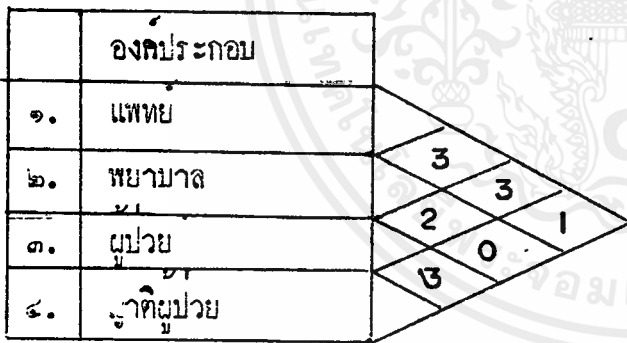 องค์ประกอบ
๑. แพทย์
๒. พยาบาล
๓. ผู้ป่วย
๔. ญาติผู้ป่วย
3
3
2
1
0
3